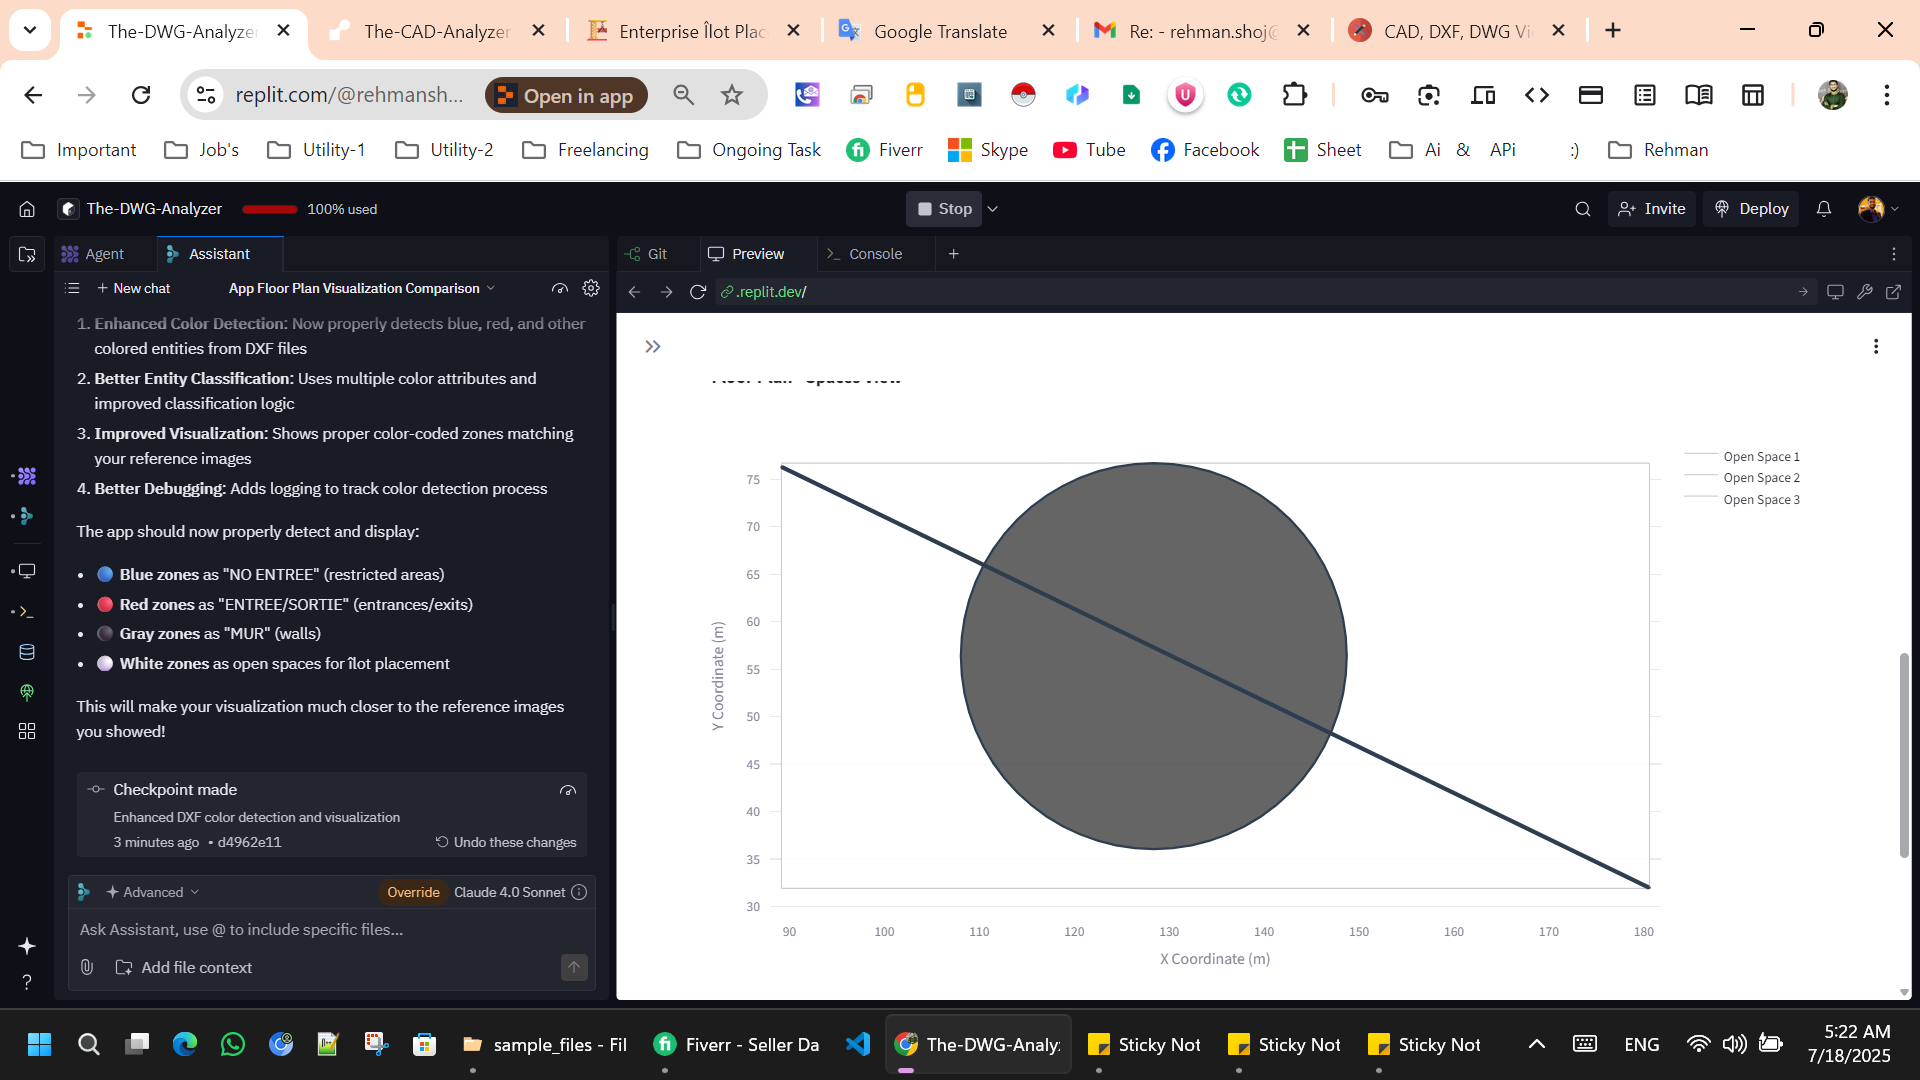 The-DWG-Analyze
The-CAD-Analyzer
Enterprise Îlot Plac
Google Translate
Re: - rehman.shoj@
CAD, DXF, DWG Vi
replit.com/@rehmansh...
Open in app
Important
Job's
Utility-1
Utility-2
Freelancing
Ongoing Task
Fiverr
Skype
Tube
Facebook
Sheet
Ai & APi :)
Rehman
The-DWG-Analyzer
100% used
Stop
Invite
Deploy
Agent
Assistant
Git
Preview
Console
New chat
App Floor Plan Visualization Comparison
.replit.dev/
1. Enhanced Color Detection: Now properly detects blue, red, and other
colored entities from DXF files
2. Better Entity Classification: Uses multiple color attributes and
improved classification logic
3. Improved Visualization: Shows proper color-coded zones matching
your reference images
4. Better Debugging: Adds logging to track color detection process
The app should now properly detect and display:
• Blue zones as "NO ENTREE" (restricted areas)
• Red zones as "ENTREE/SORTIE" (entrances/exits)
• Gray zones as "MUR" (walls)
• White zones as open spaces for îlot placement
This will make your visualization much closer to the reference images
you showed!
Checkpoint made
Enhanced DXF color detection and visualization
3 minutes ago • d4962e11
Undo these changes
Advanced
Override
Claude 4.0 Sonnet
Ask Assistant, use @ to include specific files...
Add file context
Floor Plan - Spaces View
Open Space 1
Open Space 2
Open Space 3
75
70
65
60
55
50
45
40
35
30
Y Coordinate (m)
90 100 110 120 130 140 150 160 170 180
X Coordinate (m)
sample_files - Fil
Fiverr - Seller Da
The-DWG-Analy
Sticky Not
Sticky Not
Sticky Not
ENG
5:22 AM
7/18/2025